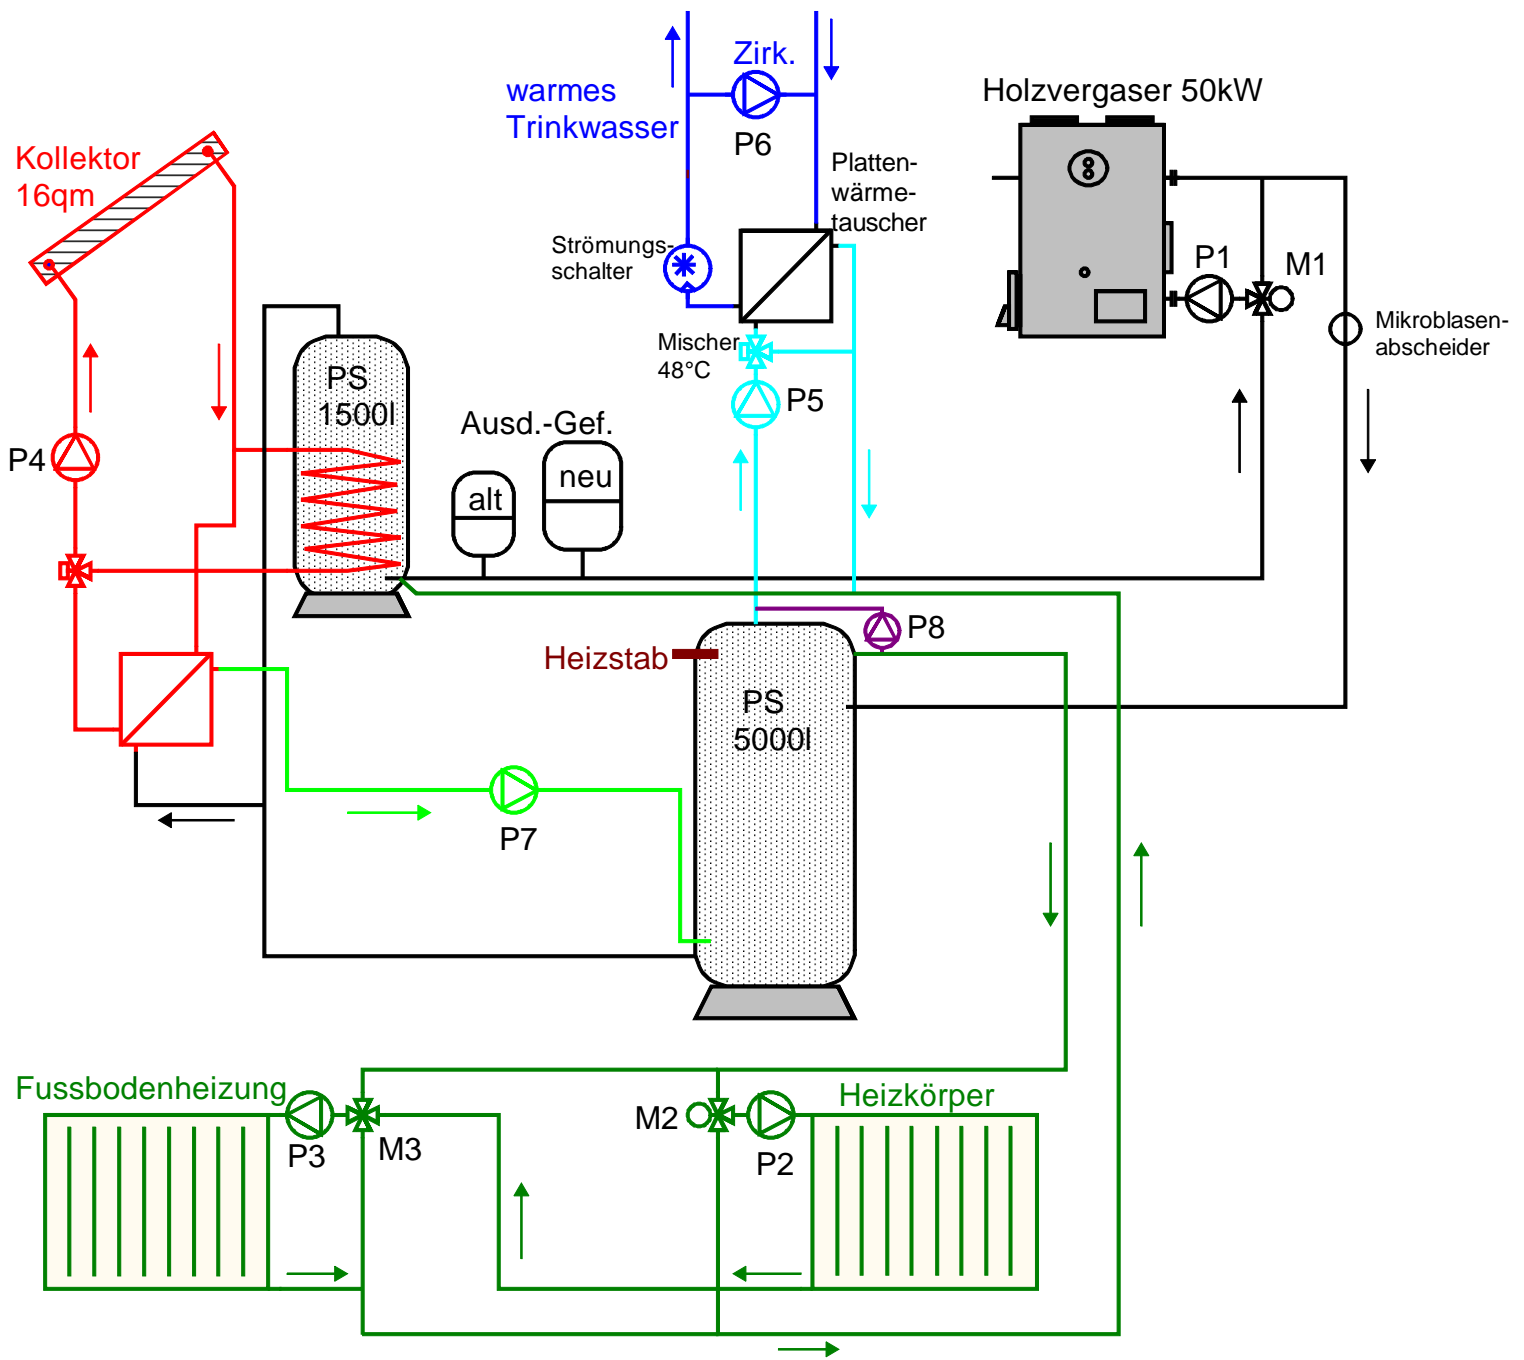 Zirk.
warmes
Trinkwasser
P6
Holzvergaser 50kW
Kollektor
16qm
Platten-
wärme-
tauscher
Strömungs-
schalter
P1
M1
Mikroblasen-
abscheider
Mischer
48°C
P5
PS
1500l
Ausd.-Gef.
alt
neu
P4
P8
Heizstab
PS
5000l
P7
Fussbodenheizung
P3
M3
M2
P2
Heizkörper